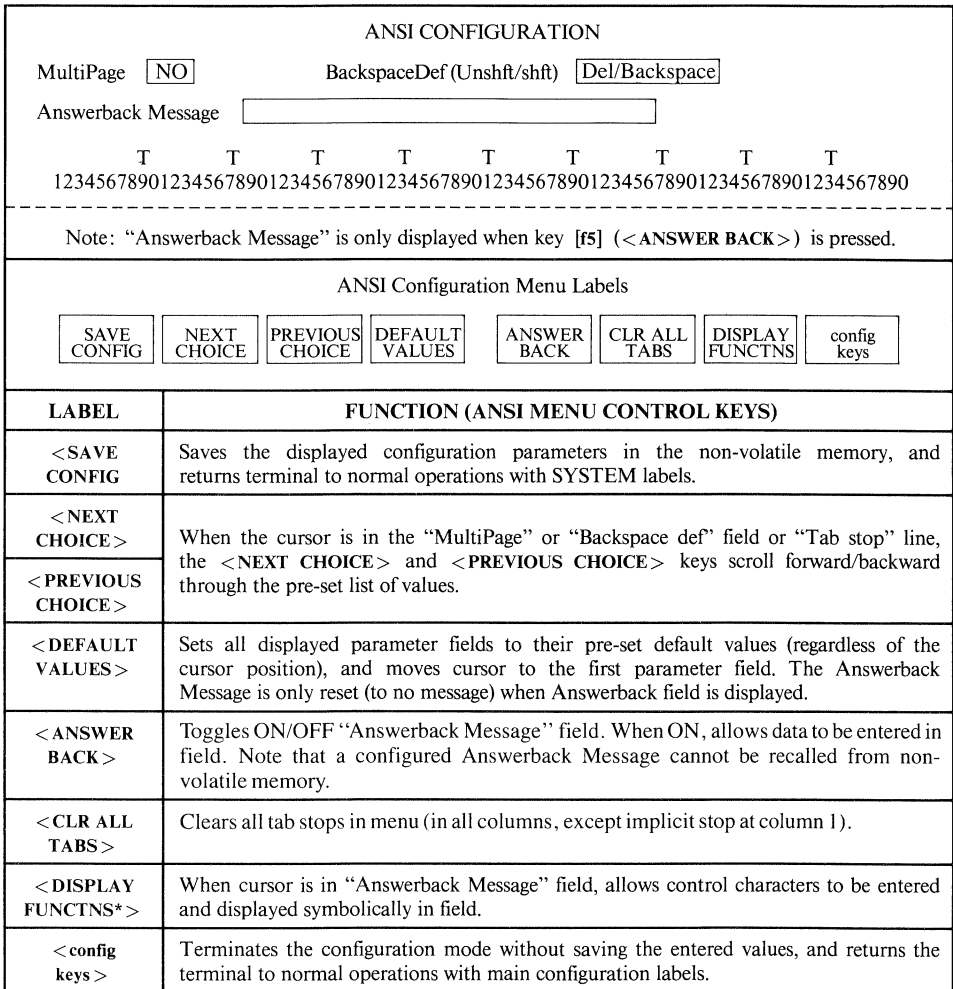 ANSI CONFIGURATION
MultiPage NO BackspaceDef (Unshft/shft) Del/Backspace
Answerback Message
T T T T T T T T T
12345678901234567890123456789012345678901234567890123456789012345678901234567890
Note: “Answerback Message” is only displayed when key [f5] (<ANSWER BACK>) is pressed.
ANSI Configuration Menu Labels
SAVE CONFIG NEXT CHOICE PREVIOUS CHOICE DEFAULT VALUES ANSWER BACK CLR ALL TABS DISPLAY FUNCTNS config keys
LABEL FUNCTION (ANSI MENU CONTROL KEYS)
<SAVE
CONFIG
Saves the displayed configuration parameters in the non-volatile memory, and
returns terminal to normal operations with SYSTEM labels.
<NEXT
CHOICE>
<PREVIOUS
CHOICE>
When the cursor is in the “MultiPage” or “Backspace def” field or “Tab stop” line,
the <NEXT CHOICE> and <PREVIOUS CHOICE> keys scroll forward/backward
through the pre-set list of values.
<DEFAULT
VALUES>
Sets all displayed parameter fields to their pre-set default values (regardless of the
cursor position), and moves cursor to the first parameter field. The Answerback
Message is only reset (to no message) when Answerback field is displayed.
<ANSWER
BACK>
Toggles ON/OFF “Answerback Message” field. When ON, allows data to be entered in
field. Note that a configured Answerback Message cannot be recalled from non-
volatile memory.
<CLR ALL
TABS>
Clears all tab stops in menu (in all columns, except implicit stop at column 1).
<DISPLAY
FUNCTNS*>
When cursor is in “Answerback Message” field, allows control characters to be entered
and displayed symbolically in field.
<config
keys>
Terminates the configuration mode without saving the entered values, and returns the
terminal to normal operations with main configuration labels.